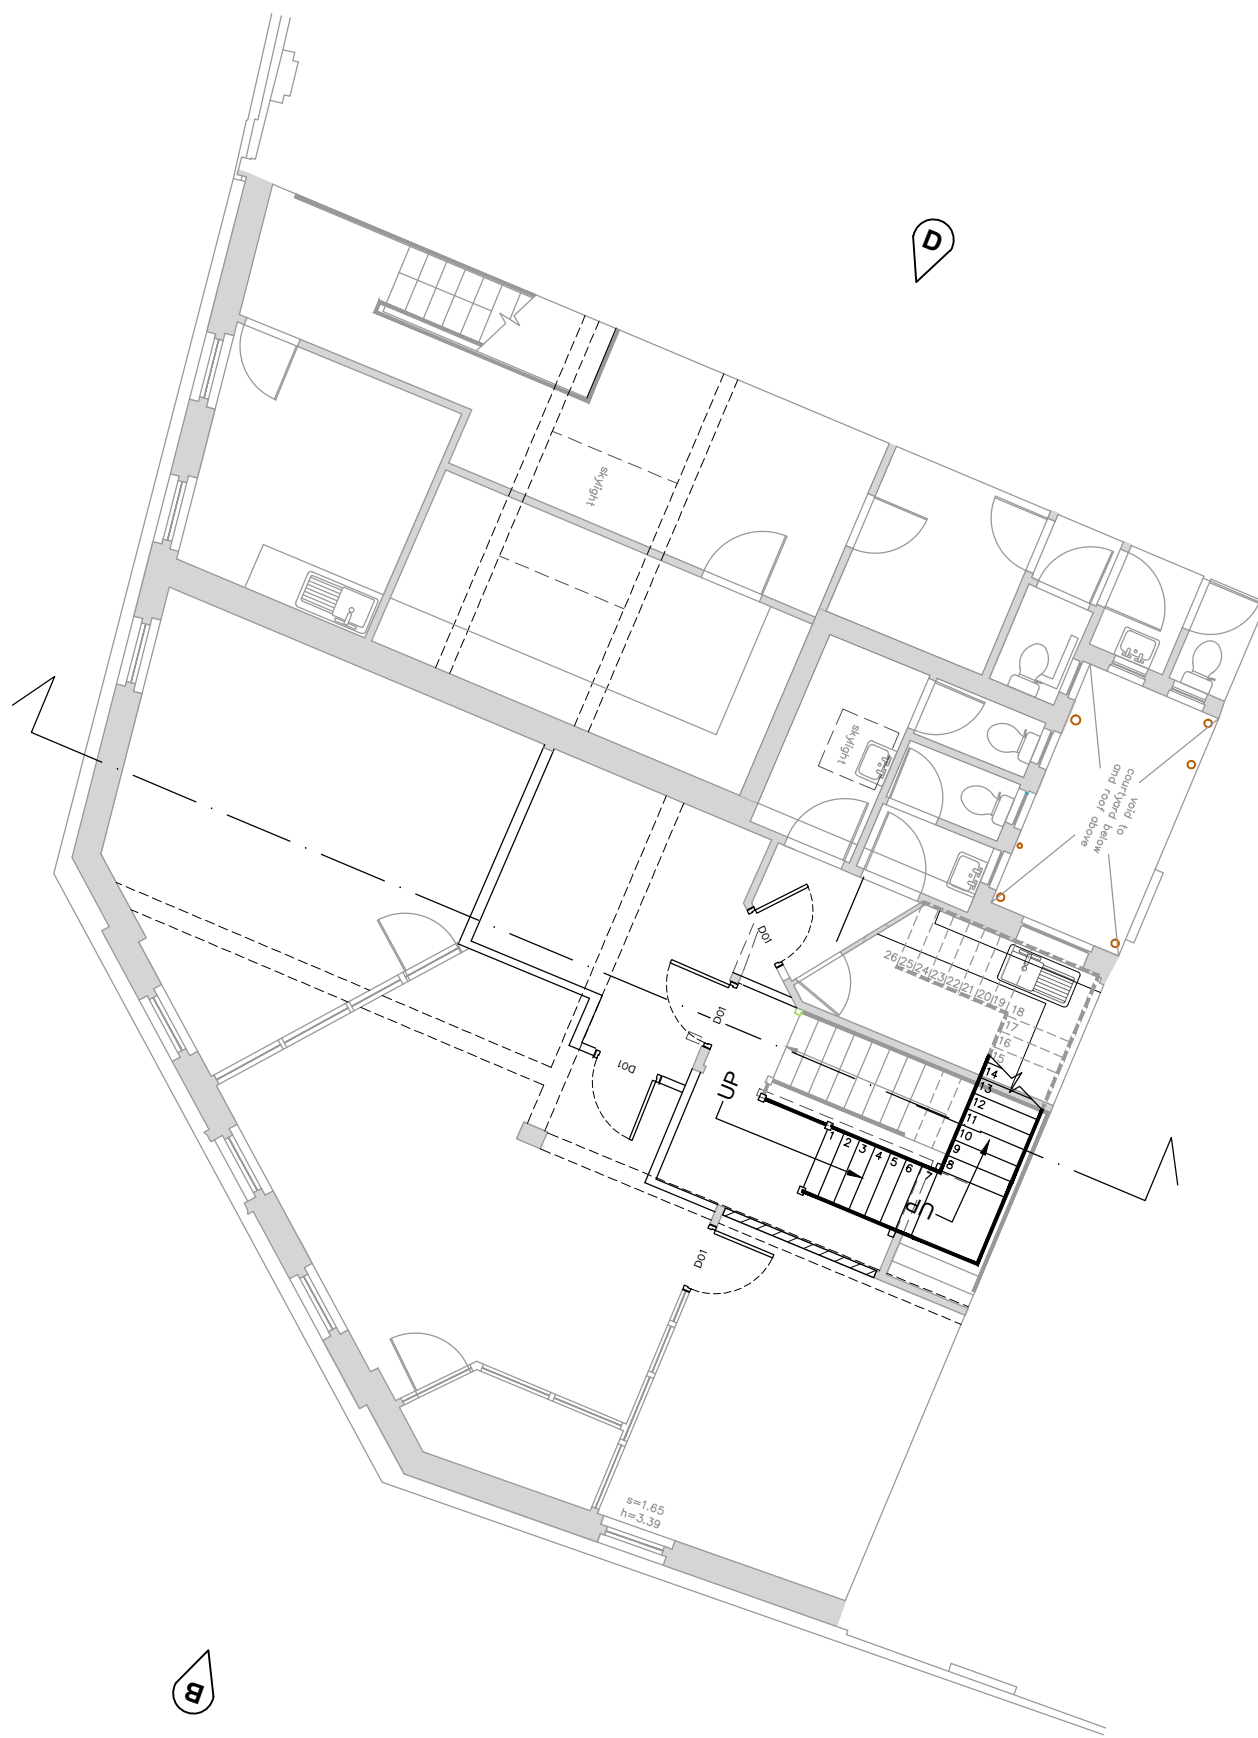 D
skylight
skylight
void to
courtyard below
and roof above
D01
D01
D01
26 25 24 23 22 21 20 19 18
17
16
15
14
13
12
11
10
9
8
UP
1 2 3 4 5 6 7
UP
D01
s=1.65
h=3.39
B